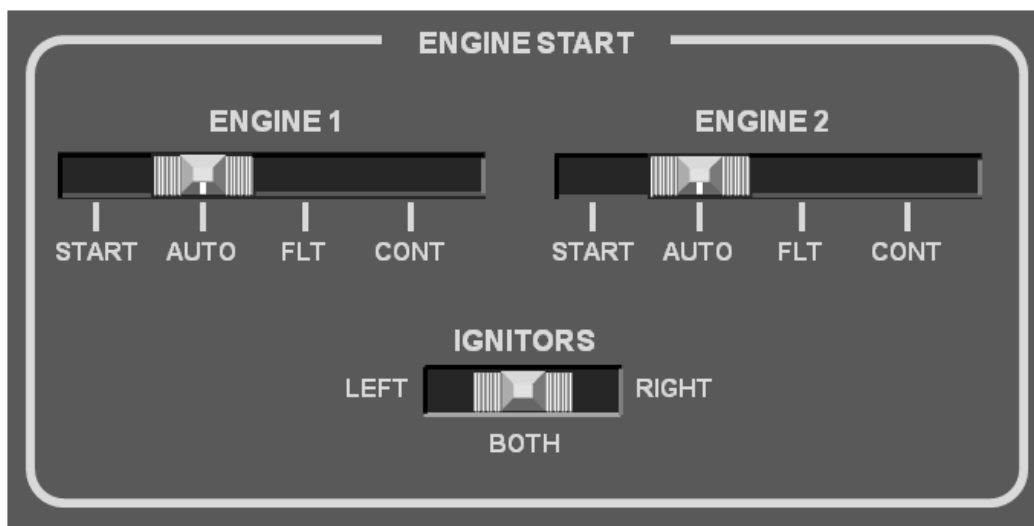 ENGINE START
ENGINE 1
ENGINE 2
START AUTO FLT CONT
START AUTO FLT CONT
IGNITORS
LEFT
RIGHT
BOTH